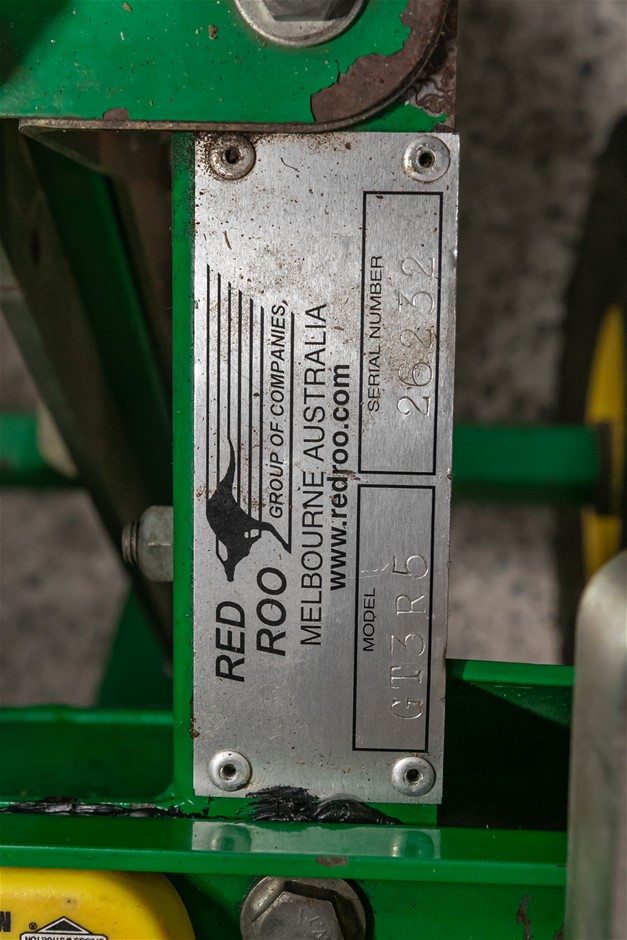 RED
ROO
GROUP OF COMPANIES,
MELBOURNE AUSTRALIA
www.redroo.com
MODEL
GT3R5
SERIAL NUMBER
26232